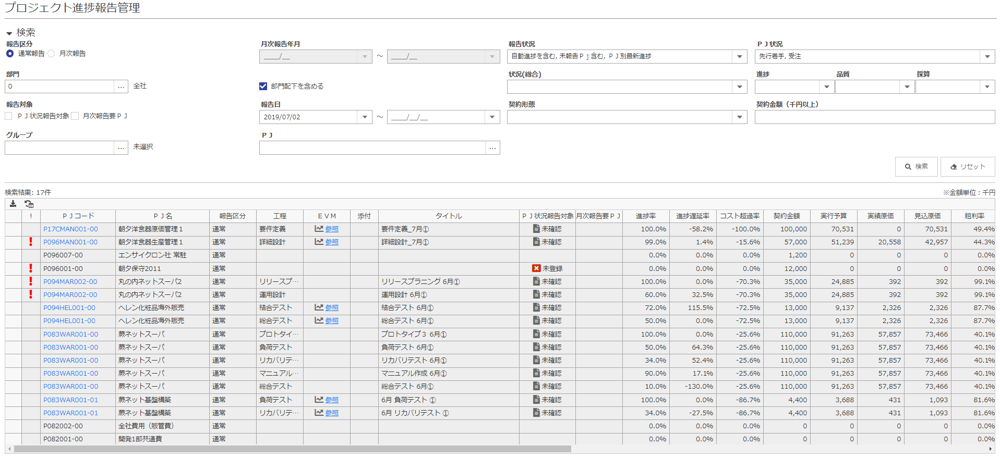 プロジェクト進捗報告管理
検索
報告区分
月次報告年月
報告状況
ＰＪ状況
通常報告 月次報告
____/__ ～ ____/__
自動進捗を含む, 未報告Ｐｊ含む, ＰＪ別最新進捗
先行着手, 受注
部門
状況(総合)
進捗 品質 採算
0 ... 全社
部門配下を含める
報告対象
報告日
契約形態
契約金額（千円以上）
ＰＪ状況報告対象 月次報告要ＰＪ
2019/07/02 ～ ____/__/__
グループ
ＰＪ
... 未選択
...
検索 リセット
検索結果: 17件
※金額単位：千円
! ＰＪコード ＰＪ名 報告区分 工程 ＥＶＭ 添付 タイトル ＰＪ状況報告対象 月次報告要ＰＪ 進捗率 進捗遅延率 コスト超過率 契約金額 実行予算 実績原価 見込原価 粗利率
P17CMAN001-00 朝夕洋食器原価管理１ 通常 要件定義 参照 要件定義_7月① 未確認 100.0% -58.2% -100.0% 100,000 70,531 0 70,531 49.4%
! P096MAN001-00 朝夕洋食器生産管理１ 通常 詳細設計 参照 詳細設計_7月① 未確認 99.0% 1.4% -15.6% 57,000 51,239 20,558 42,957 44.3%
P096007-00 エンサイクロン社 常駐 通常 0.0% 0.0% 0.0% 1,200 0 0 0 0.0%
! P096001-00 朝夕保守2011 通常 未登録 0.0% 0.0% 0.0% 12,000 0 0 0 0.0%
! P094MAR002-00 丸の内ネットスーパ2 通常 リリースプ… リリースプラニング 6月① 未確認 100.0% 0.0% -70.3% 35,000 24,885 392 392 99.1%
! P094MAR002-00 丸の内ネットスーパ2 通常 運用設計 運用設計 6月① 未確認 60.0% 32.5% -70.3% 35,000 24,885 392 392 99.1%
P094HEL001-00 ヘレン化粧品海外販売 通常 結合テスト 参照 結合テスト 6月① 未確認 72.0% 115.5% -72.5% 13,000 9,137 2,326 2,326 87.7%
P094HEL001-00 ヘレン化粧品海外販売 通常 総合テスト 参照 総合テスト 6月① 未確認 50.0% 0.0% -72.5% 13,000 9,137 2,326 2,326 87.7%
P083WAR001-00 蕨ネットスーパ 通常 プロトタイ… プロトタイプ３ 6月① 未確認 100.0% 0.0% -25.6% 110,000 91,263 57,857 73,466 40.1%
P083WAR001-00 蕨ネットスーパ 通常 負荷テスト 負荷テスト 6月① 未確認 50.0% 64.3% -25.6% 110,000 91,263 57,857 73,466 40.1%
P083WAR001-00 蕨ネットスーパ 通常 リカバリテ… リカバリテスト 6月① 未確認 34.0% 52.4% -25.6% 110,000 91,263 57,857 73,466 40.1%
P083WAR001-00 蕨ネットスーパ 通常 マニュアル… マニュアル作成 6月① 未確認 90.0% 17.1% -25.6% 110,000 91,263 57,857 73,466 40.1%
P083WAR001-00 蕨ネットスーパ 通常 総合テスト 総合テスト 6月① 未確認 10.0% -130.0% -25.6% 110,000 91,263 57,857 73,466 40.1%
P083WAR001-01 蕨ネット基盤構築 通常 負荷テスト 参照 6月 負荷テスト ① 未確認 100.0% 0.0% -86.7% 4,400 3,688 431 1,093 81.6%
P083WAR001-01 蕨ネット基盤構築 通常 リカバリテ… 参照 6月 リカバリテスト ① 未確認 34.0% -27.5% -86.7% 4,400 3,688 431 1,093 81.6%
P082002-00 全社費用（販管費） 通常 0.0% 0.0% 0.0% 0 0 0 0 0.0%
P082001-00 開発1部共通費 通常 0.0% 0.0% 0.0% 0 0 0 0 0.0%